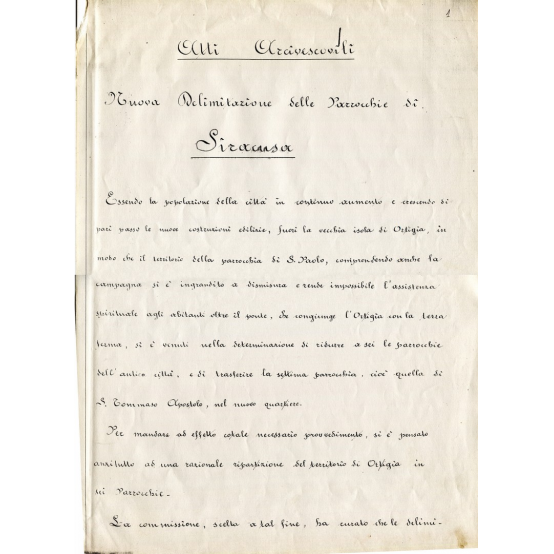 1
Atti Arcivescovili
Nuova Delimitazione delle Parrocchie di
Siracusa
Essendo la popolazione della città in continuo aumento e crescendo di
pari passo le nuove costruzioni edilizie, fuori la vecchia isola di Ortigia, in
modo che il territorio della parrocchia di S. Paolo, comprendendo anche la
campagna si è ingrandito a dismisura e rende impossibile l'assistenza
spirituale agli abitanti oltre il ponte, che congiunge l'Ortigia con la terra
ferma, si è venuti nella determinazione di ridurre a sei le parrocchie
dell'antica città, e di trasferire la settima parrocchia, cioè quella di
S. Tommaso Apostolo, nel nuovo quartiere.
Per mandare ad effetto cotale necessario provvedimento, si è pensato
anzitutto ad una razionale ripartizione del territorio di Ortigia in
sei Parrocchie.
La commissione, scelta a tal fine, ha curato che le delimi-